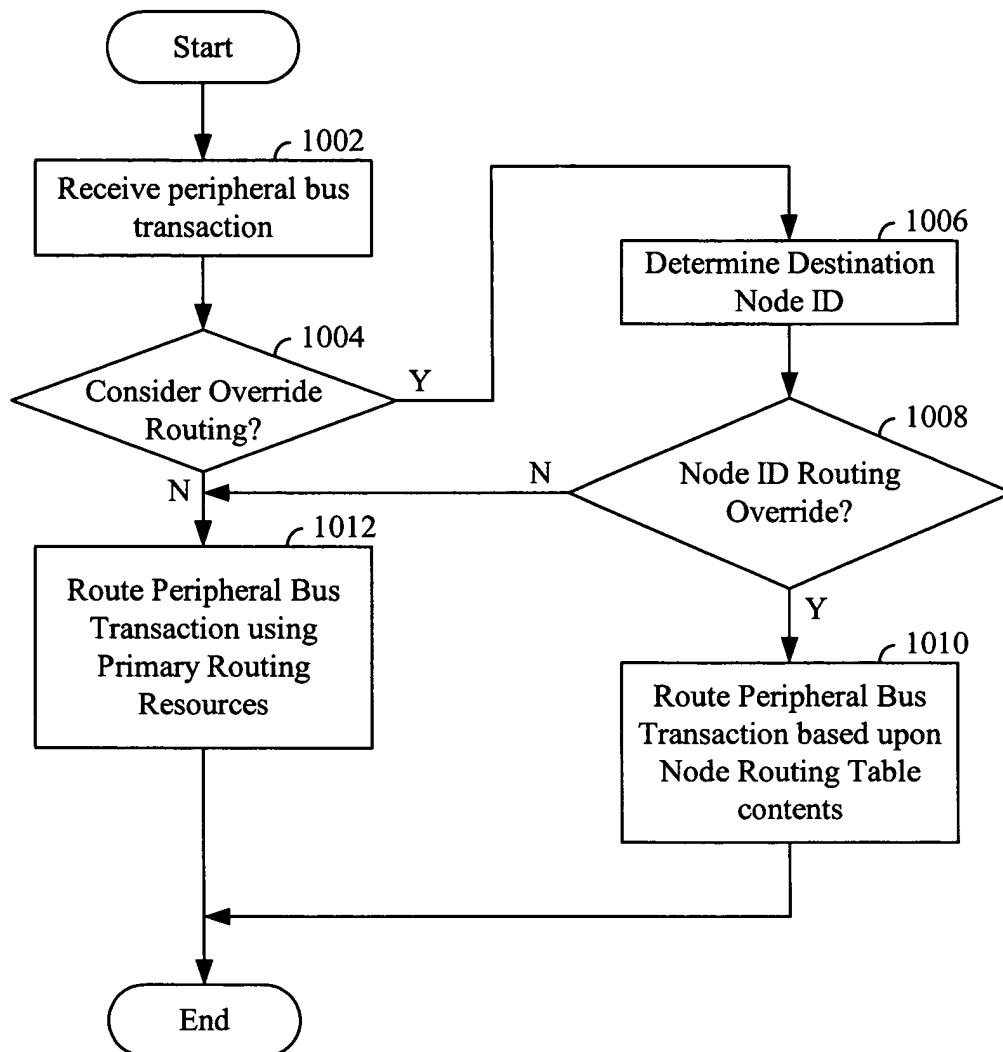 Start
1002
Receive peripheral bus
transaction
1004
Consider Override
Routing?
Y
N
1006
Determine Destination
Node ID
1008
Node ID Routing
Override?
N
Y
1012
Route Peripheral Bus
Transaction using
Primary Routing
Resources
1010
Route Peripheral Bus
Transaction based upon
Node Routing Table
contents
End